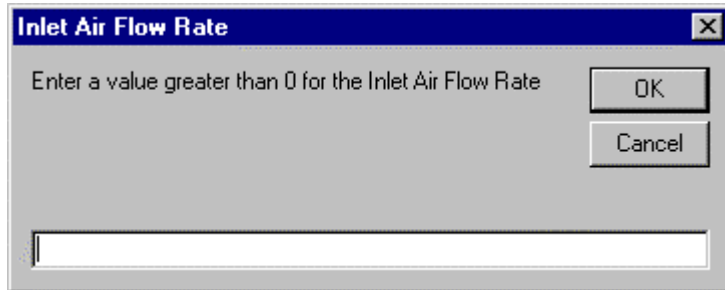 Inlet Air Flow Rate
Enter a value greater than 0 for the Inlet Air Flow Rate
OK
Cancel